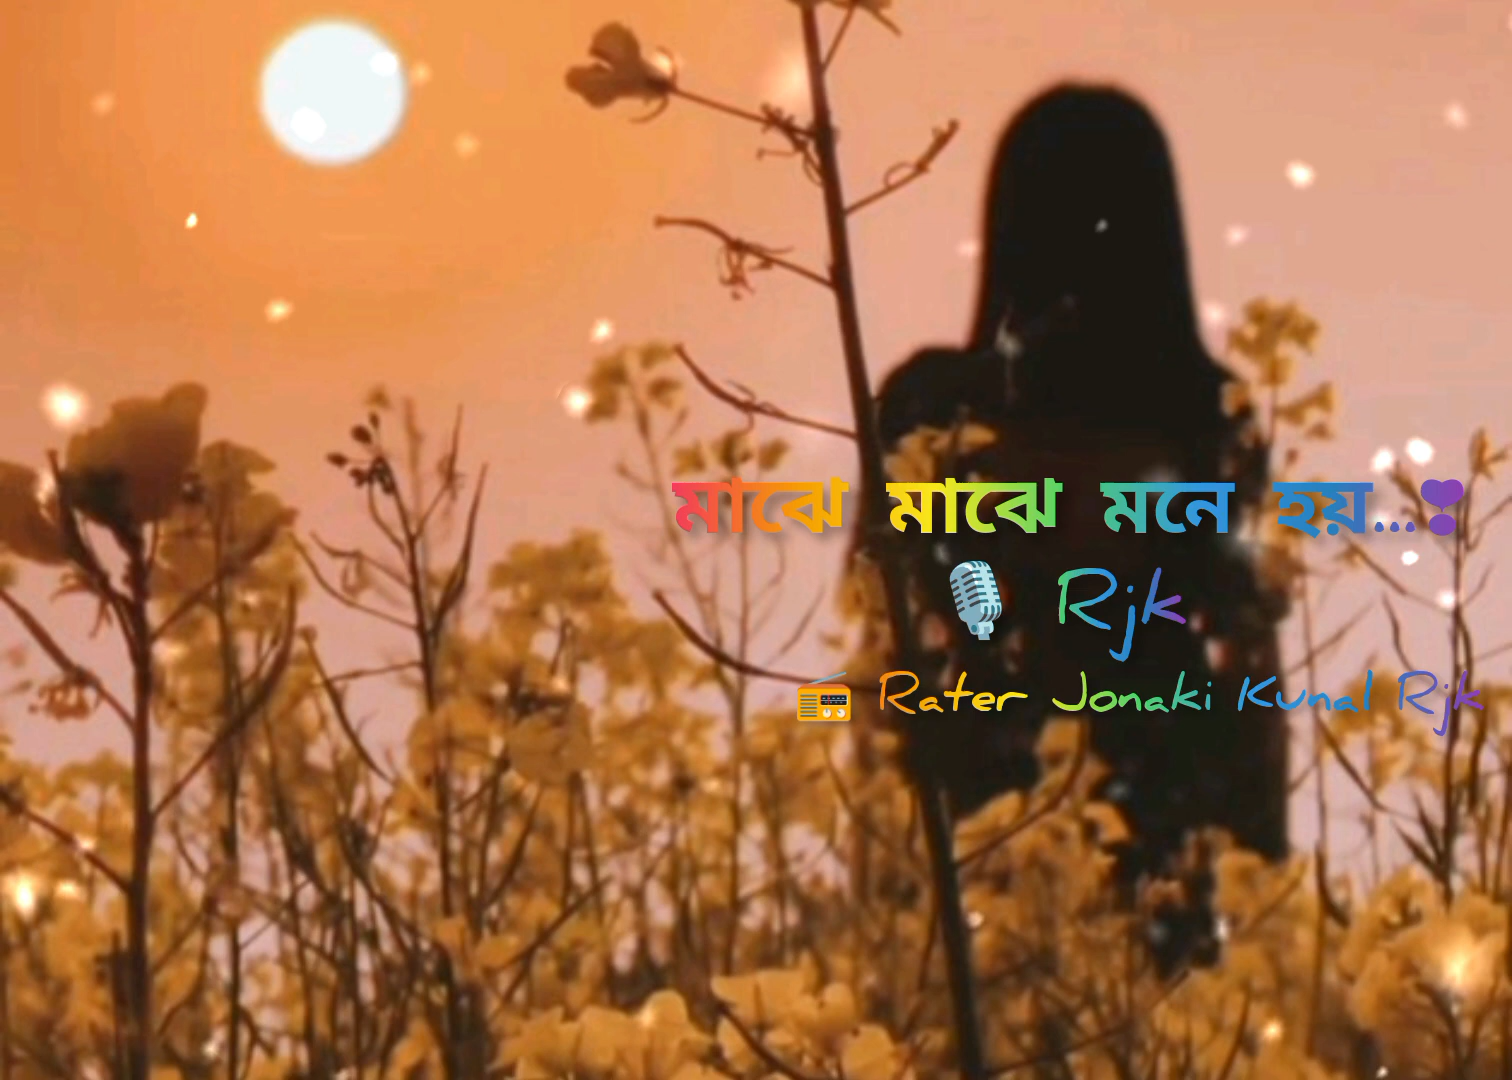 মাঝে মাঝে মনে হয়...❣
🎙 Rjk
📻 Rater Jonaki Kunal Rjk